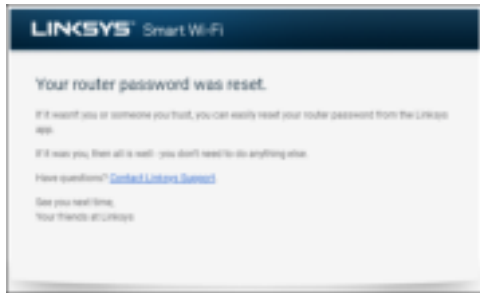 LINKSYS Smart Wi-Fi
Your router password was reset.
If it wasn't you or someone you trust, you can easily reset your router password from the Linksys
app.
If it was you, then all is well - you don't need to do anything else.
Have questions? Contact Linksys Support
See you next time,
Your friends at Linksys